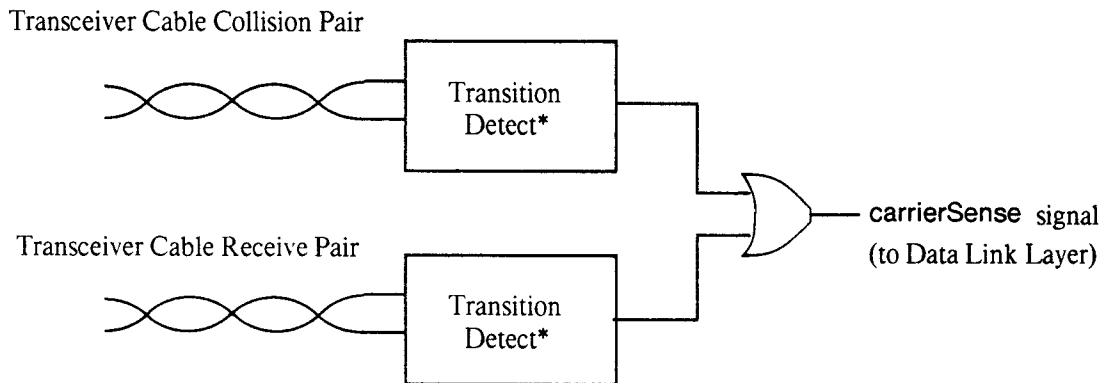 Transceiver Cable Collision Pair
Transition
Detect*
carrierSense signal
(to Data Link Layer)
Transceiver Cable Receive Pair
Transition
Detect*